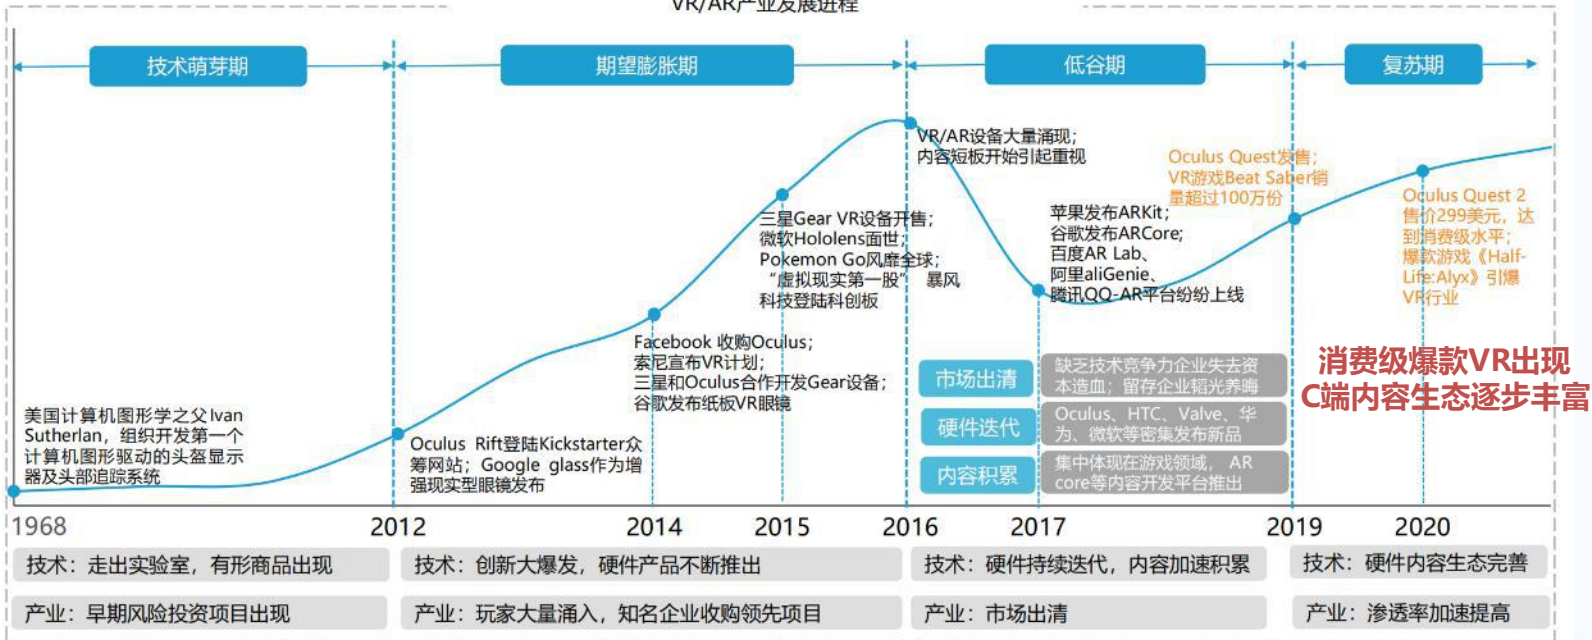 VR/AR产业发展进程
技术萌芽期
期望膨胀期
低谷期
复苏期
美国计算机图形学之父Ivan
Sutherlan，组织开发第一个
计算机图形驱动的头盔显示
器及头部追踪系统
Oculus Rift登陆Kickstarter众
筹网站；Google glass作为增
强现实型眼镜发布
Facebook 收购Oculus；
索尼宣布VR计划；
三星和Oculus合作开发Gear设备；
谷歌发布纸板VR眼镜
三星Gear VR设备开售；
微软Hololens面世；
Pokemon Go风靡全球；
“虚拟现实第一股” 暴风
科技登陆科创板
VR/AR设备大量涌现；
内容短板开始引起重视
苹果发布ARKit；
谷歌发布ARCore；
百度AR Lab、
阿里aliGenie、
腾讯QQ-AR平台纷纷上线
Oculus Quest发售；
VR游戏Beat Saber销
量超过100万份
Oculus Quest 2
售价299美元，达
到消费级水平；
爆款游戏《Half-
Life:Alyx》引爆
VR行业
市场出清
缺乏技术竞争力企业失去资
本造血；留存企业韬光养晦
硬件迭代
Oculus、HTC、Valve、华
为、微软等密集发布新品
内容积累
集中体现在游戏领域， AR
core等内容开发平台推出
消费级爆款VR出现
C端内容生态逐步丰富
1968
2012
2014
2015
2016
2017
2019
2020
技术：走出实验室，有形商品出现
技术：创新大爆发，硬件产品不断推出
技术：硬件持续迭代，内容加速积累
技术：硬件内容生态完善
产业：早期风险投资项目出现
产业：玩家大量涌入，知名企业收购领先项目
产业：市场出清
产业：渗透率加速提高